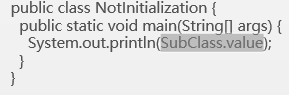 public class NotInitialization {
public static void main(String[] args) {
System.out.println(SubClass.value);
}
}